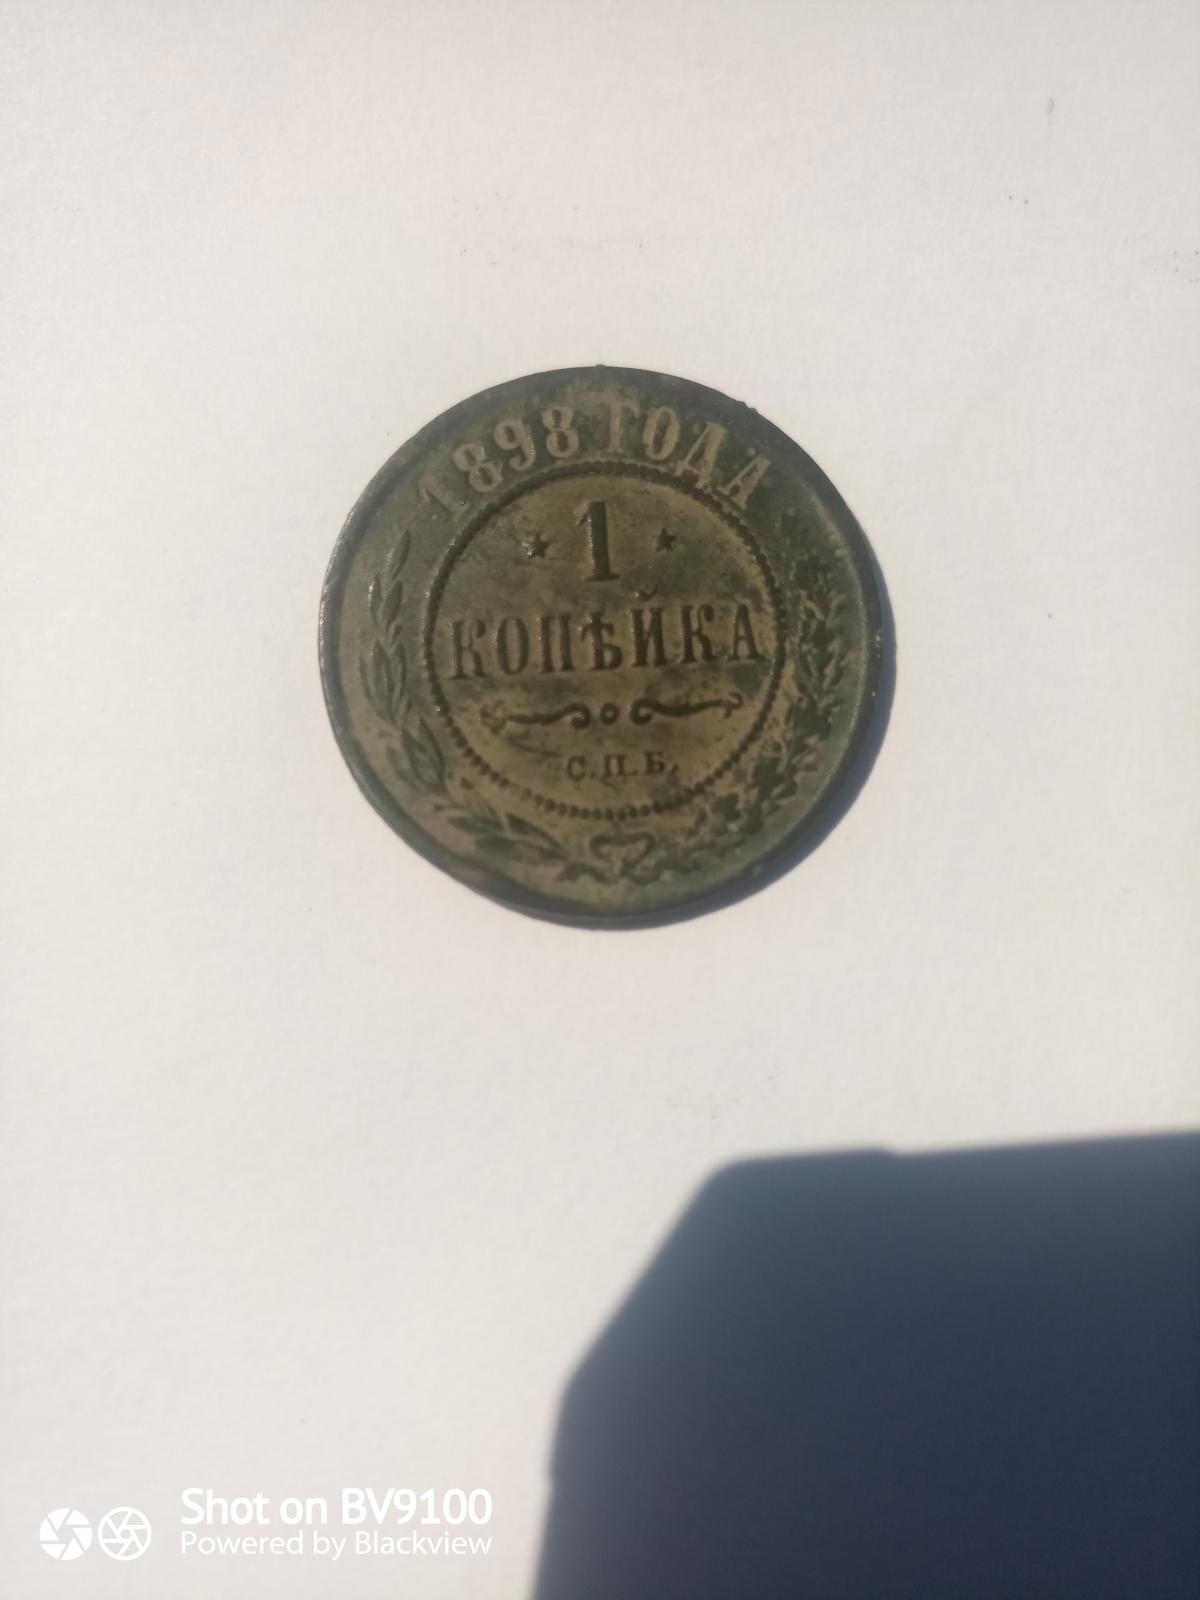 1898 ГОДА
1
КОПѢЙКА
С.П.Б.
Shot on BV9100
Powered by Blackview